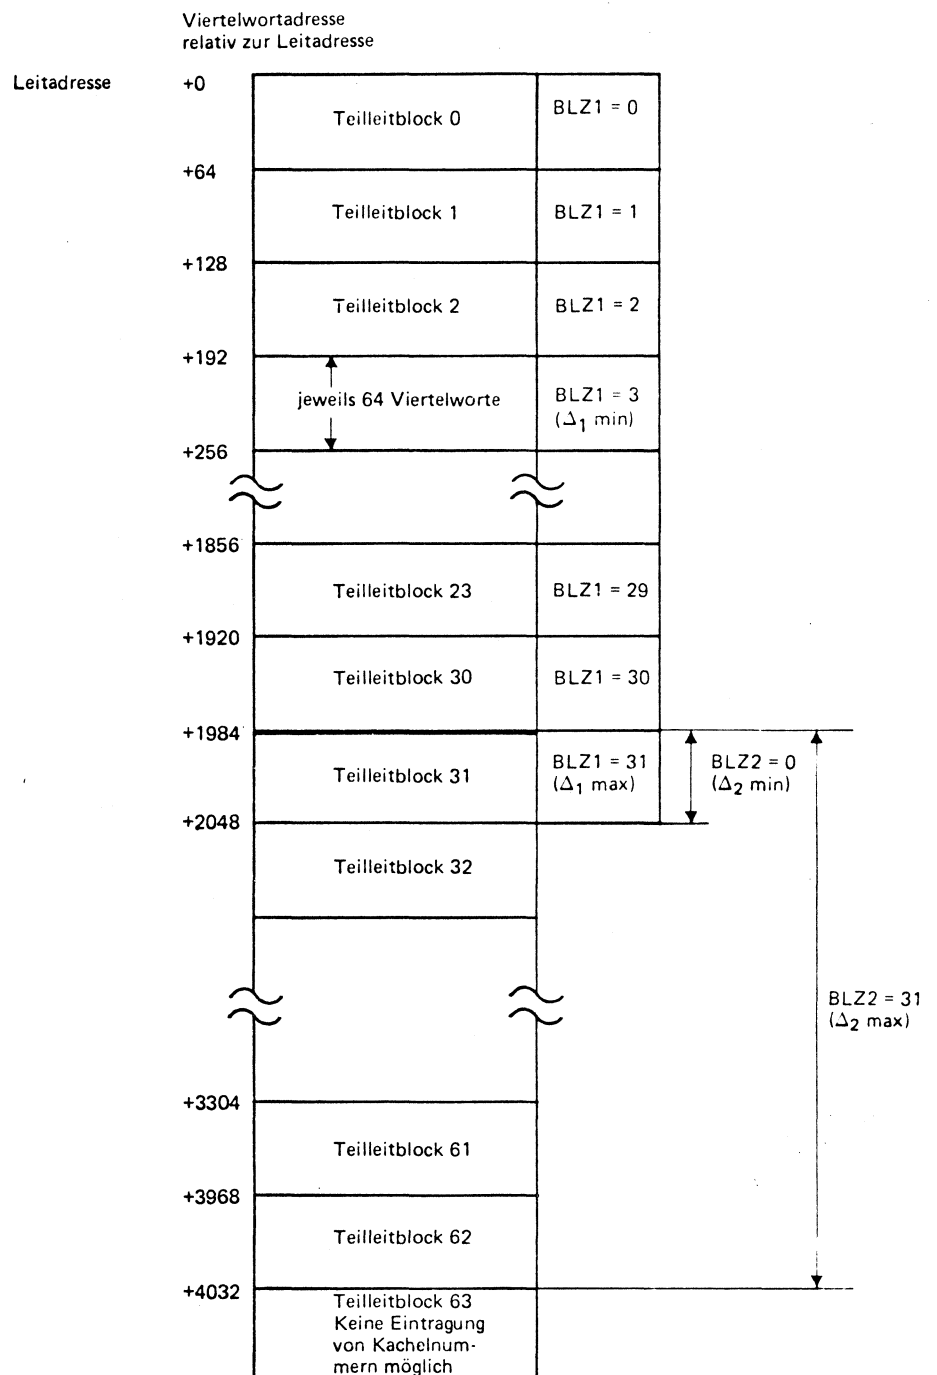 Viertelwortadresse
relativ zur Leitadresse
Leitadresse
+0
Teilleitblock 0
BLZ1 = 0
+64
Teilleitblock 1
BLZ1 = 1
+128
Teilleitblock 2
BLZ1 = 2
+192
jeweils 64 Viertelworte
BLZ1 = 3
(Δ1 min)
+256
+1856
Teilleitblock 23
BLZ1 = 29
+1920
Teilleitblock 30
BLZ1 = 30
+1984
Teilleitblock 31
BLZ1 = 31
(Δ1 max)
BLZ2 = 0
(Δ2 min)
+2048
Teilleitblock 32
BLZ2 = 31
(Δ2 max)
+3304
Teilleitblock 61
+3968
Teilleitblock 62
+4032
Teilleitblock 63
Keine Eintragung
von Kachelnum-
mern möglich